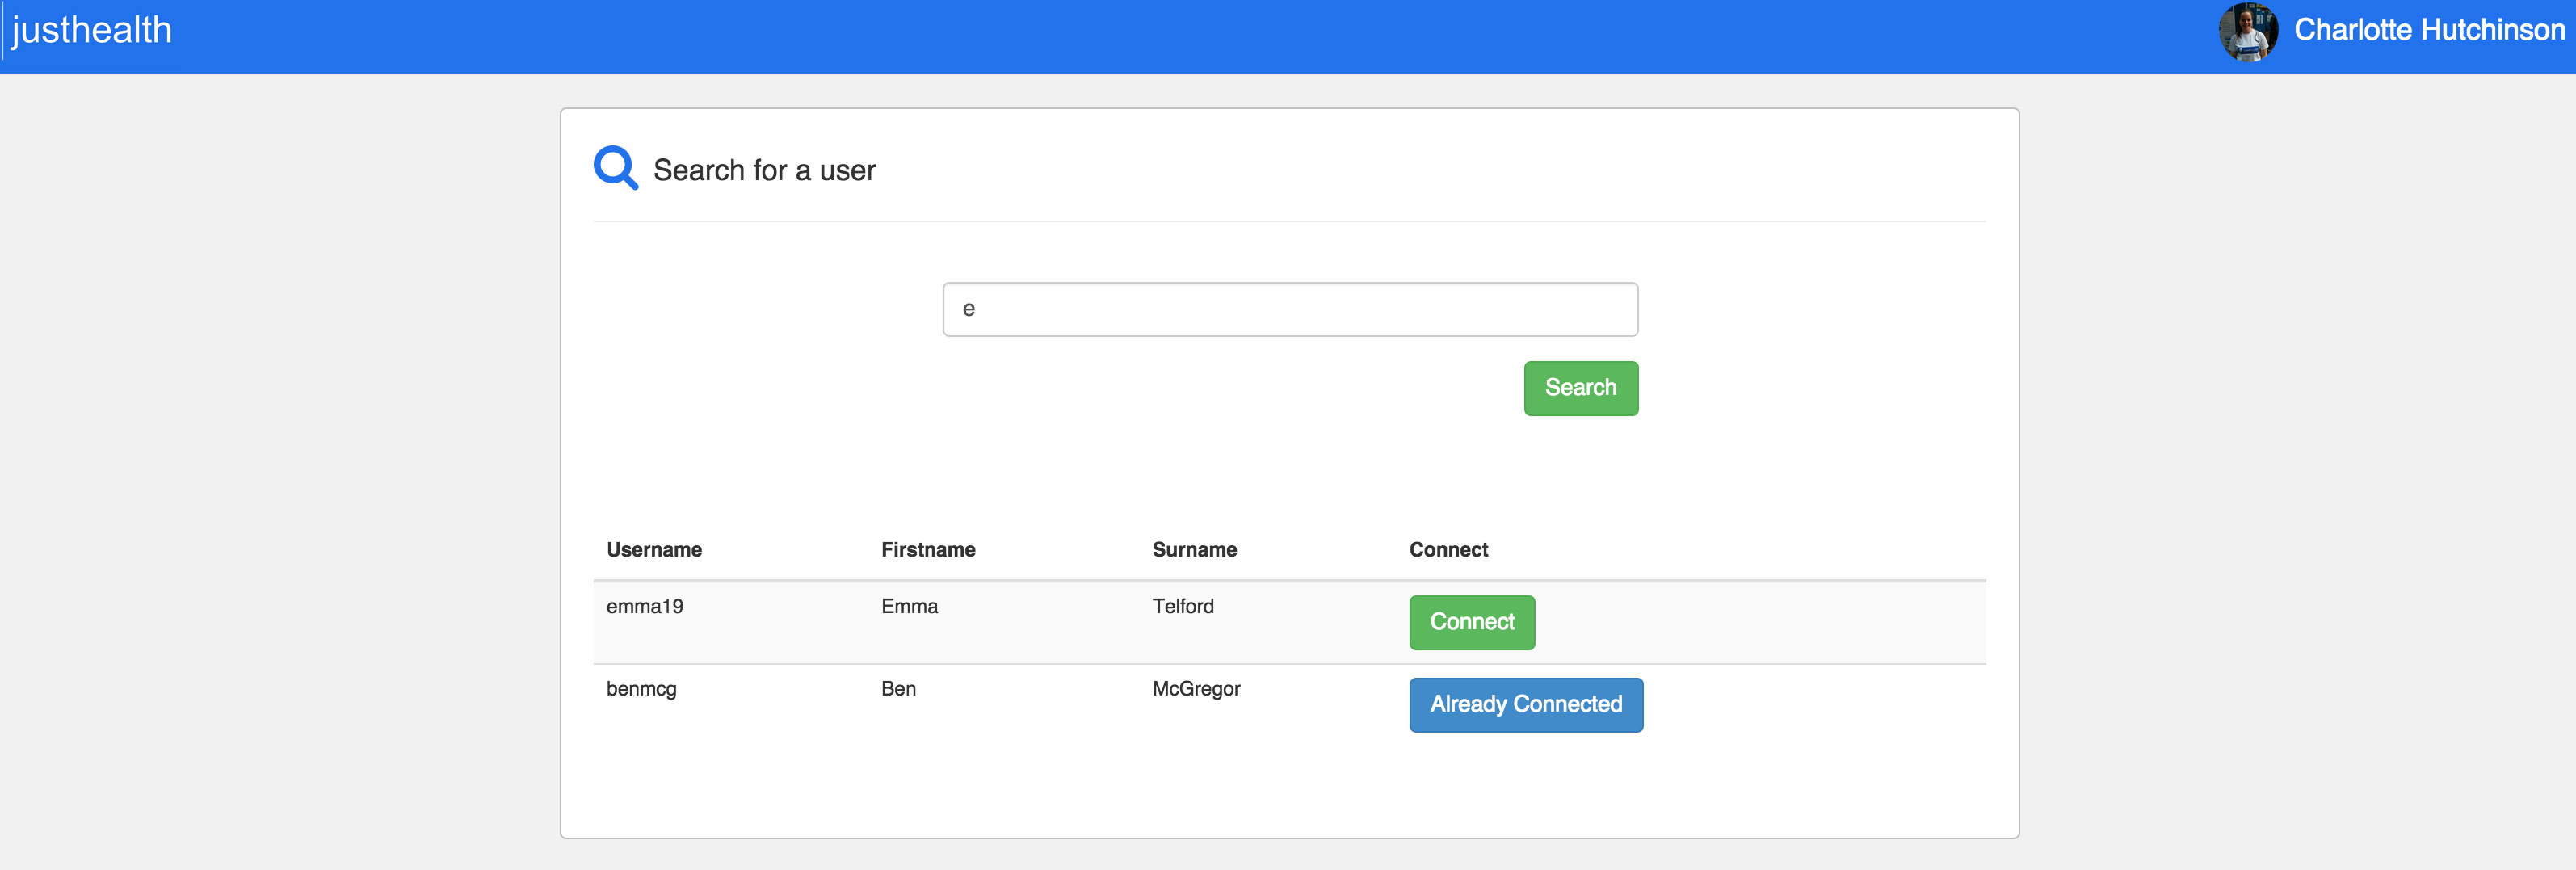 justhealth
Charlotte Hutchinson
Search for a user
e
Search
Username Firstname Surname Connect
emma19 Emma Telford Connect
benmcg Ben McGregor Already Connected